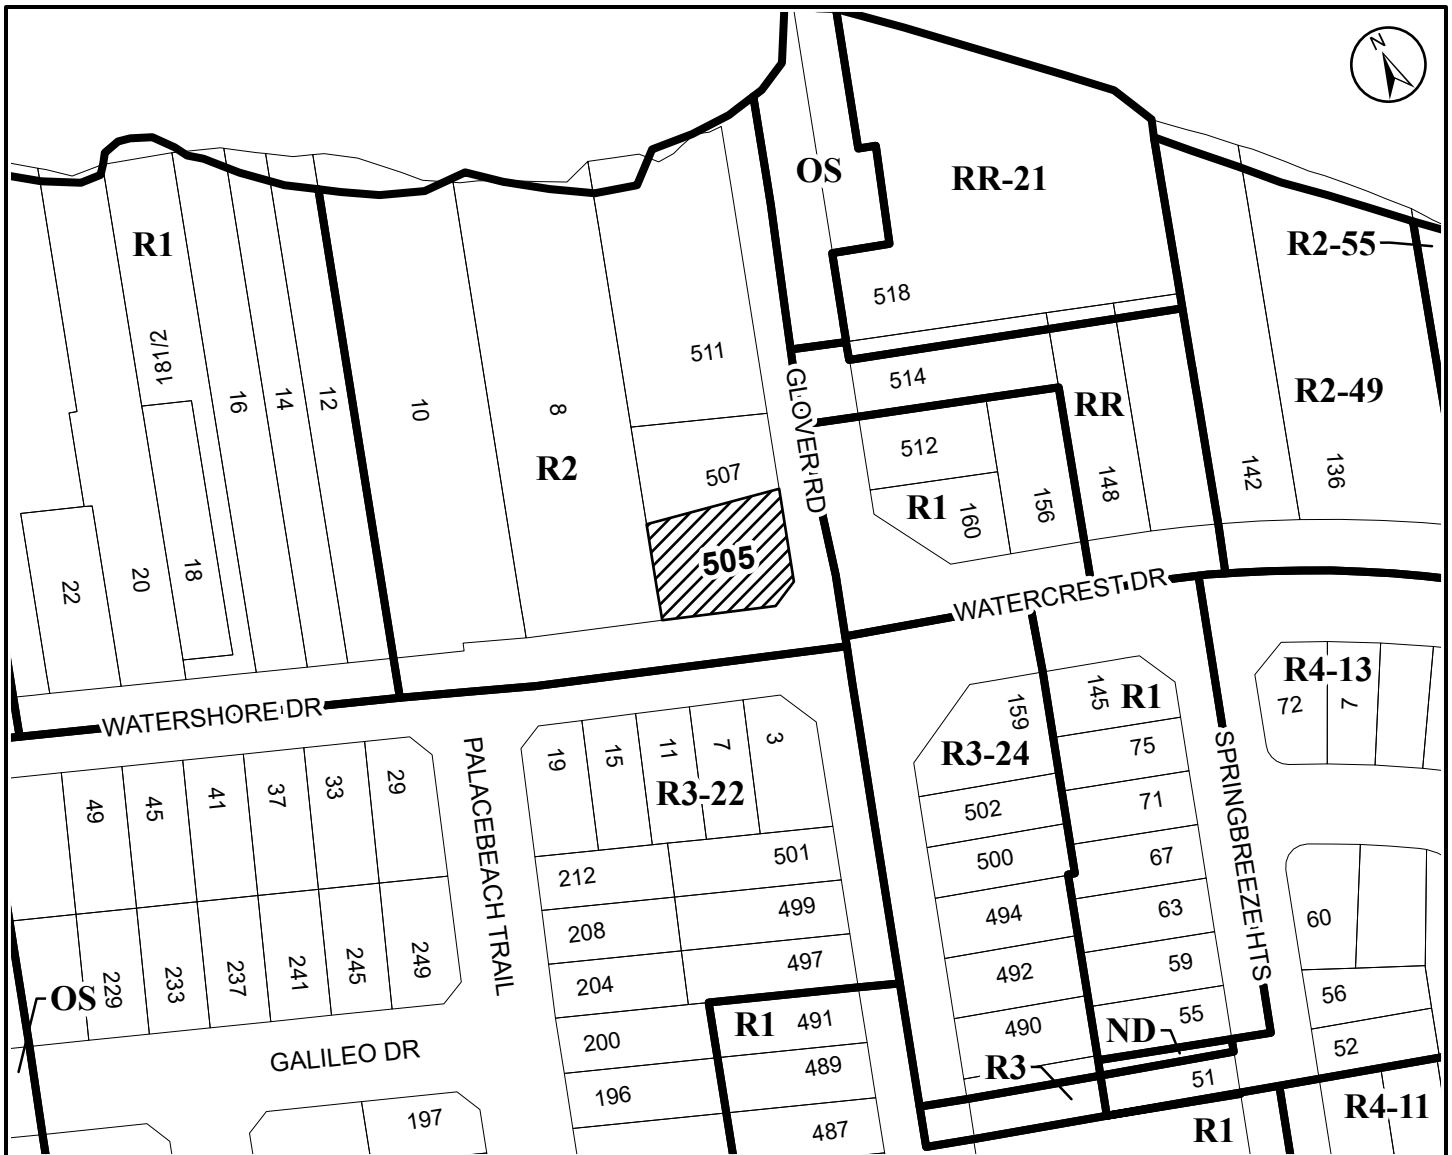 N
OS
RR-21
R1
R2-55
518
181/2
511
GLOVER RD
514
R2-49
16
14
12
10
8
RR
512
R2
507
148
142
136
R1
160
156
505
22
20
18
WATERCREST DR
R4-13
72
7
WATERSHORE DR
159
145
R1
19
15
11
7
3
R3-24
75
PALACEBEACH TRAIL
SPRINGBREEZE HTS
49
45
41
37
33
29
R3-22
502
71
501
500
67
212
499
494
63
60
208
497
492
59
229
233
237
241
245
249
204
56
OS
R1
491
490
ND
55
200
52
GALILEO DR
489
R3
51
196
R4-11
197
487
R1